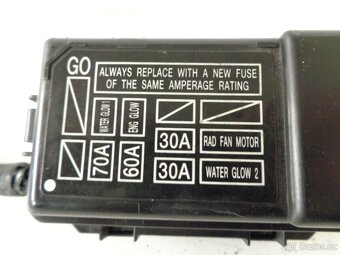 GO
ALWAYS REPLACE WITH A NEW FUSE
OF THE SAME AMPERAGE RATING
WATER GLOW 1
ENG GLOW
70A
60A
30A
RAD FAN MOTOR
30A
WATER GLOW 2